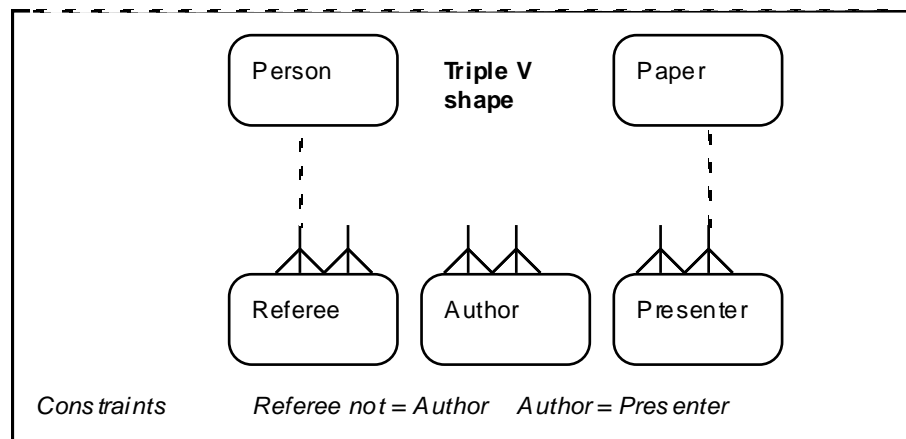 Person
Triple V
shape
Paper
Referee
Author
Presenter
Constraints Referee not = Author Author = Presenter